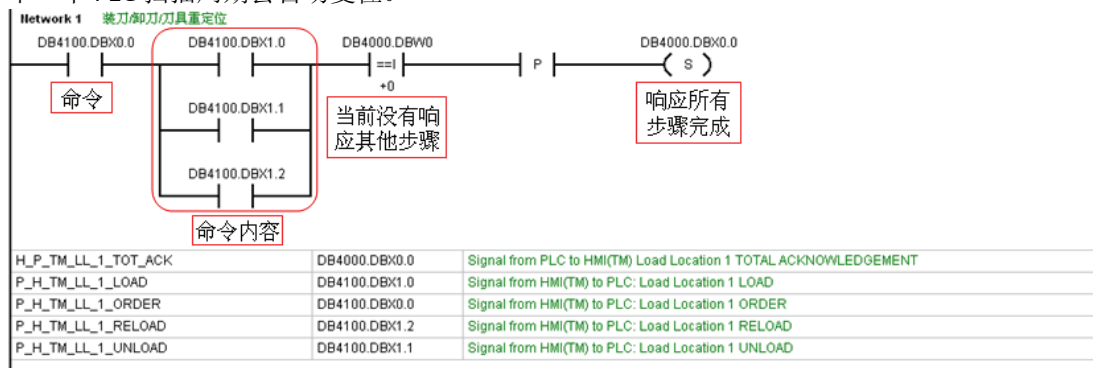 Network 1 装刀/卸刀/刀具重定位
DB4100.DBX0.0 DB4100.DBX1.0 DB4000.DBW0 DB4000.DBX0.0
==I P S
+0
命令
DB4100.DBX1.1
当前没有响
应其他步骤
响应所有
步骤完成
DB4100.DBX1.2
命令内容
H_P_TM_LL_1_TOT_ACK DB4000.DBX0.0 Signal from PLC to HMI(TM) Load Location 1 TOTAL ACKNOWLEDGEMENT
P_H_TM_LL_1_LOAD DB4100.DBX1.0 Signal from HMI(TM) to PLC: Load Location 1 LOAD
P_H_TM_LL_1_ORDER DB4100.DBX0.0 Signal from HMI(TM) to PLC: Load Location 1 ORDER
P_H_TM_LL_1_RELOAD DB4100.DBX1.2 Signal from HMI(TM) to PLC: Load Location 1 RELOAD
P_H_TM_LL_1_UNLOAD DB4100.DBX1.1 Signal from HMI(TM) to PLC: Load Location 1 UNLOAD